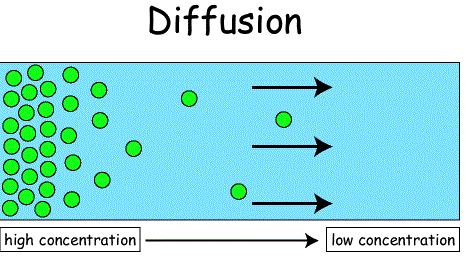 Diffusion
high concentration
low concentration